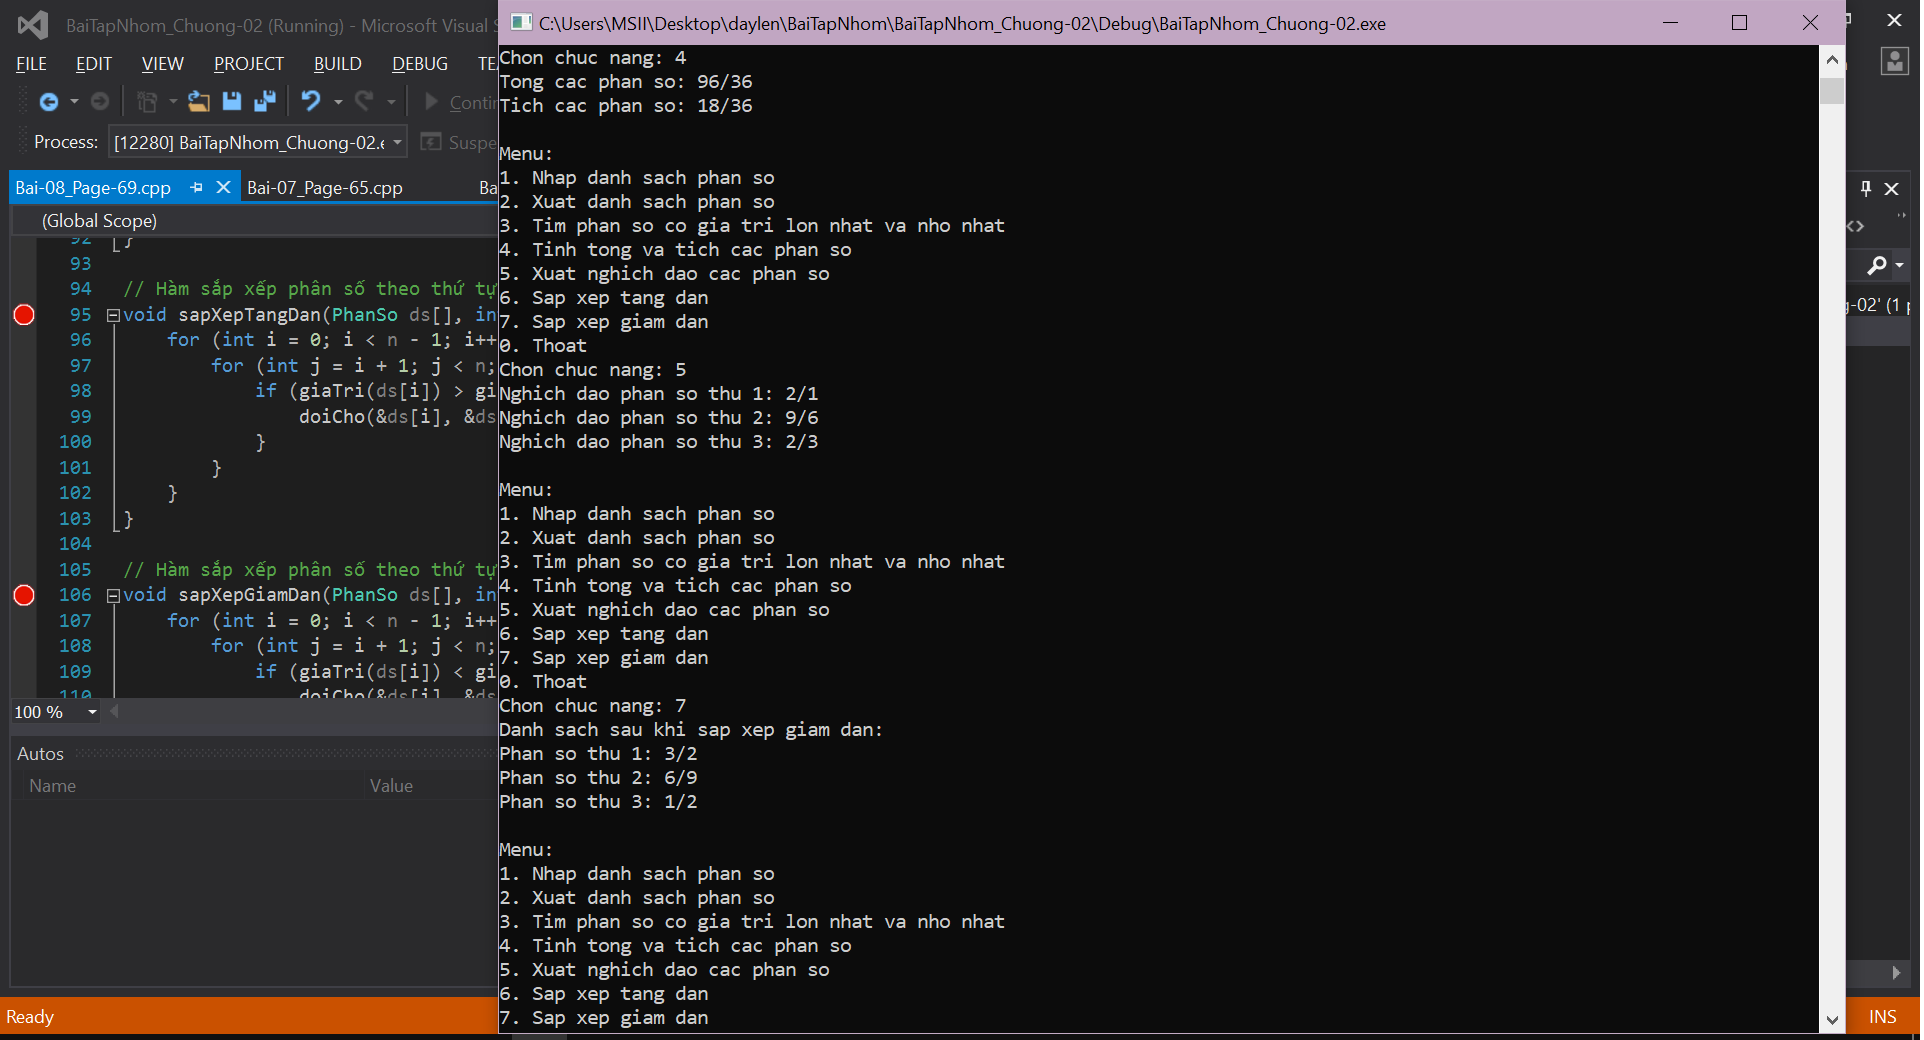 BaiTapNhom_Chuong-02 (Running) - Microsoft Visual S
FILE EDIT VIEW PROJECT BUILD DEBUG TE
Contin
Process: [12280] BaiTapNhom_Chuong-02.e Suspe
Bai-08_Page-69.cpp Bai-07_Page-65.cpp Ba
(Global Scope)
92 }
93
94 // Hàm sắp xếp phân số theo thứ tự
95 void sapXepTangDan(PhanSo ds[], in
96 for (int i = 0; i < n - 1; i++
97 for (int j = i + 1; j < n;
98 if (giaTri(ds[i]) > gi
99 doiCho(&ds[i], &ds
100 }
101 }
102 }
103 }
104
105 // Hàm sắp xếp phân số theo thứ tự
106 void sapXepGiamDan(PhanSo ds[], in
107 for (int i = 0; i < n - 1; i++
108 for (int j = i + 1; j < n;
109 if (giaTri(ds[i]) < gi
110 doiCho(&ds[i], &ds
100 %
Autos
Name Value
Ready
C:\Users\MSII\Desktop\daylen\BaiTapNhom\BaiTapNhom_Chuong-02\Debug\BaiTapNhom_Chuong-02.exe
Chon chuc nang: 4
Tong cac phan so: 96/36
Tich cac phan so: 18/36
Menu:
1. Nhap danh sach phan so
2. Xuat danh sach phan so
3. Tim phan so co gia tri lon nhat va nho nhat
4. Tinh tong va tich cac phan so
5. Xuat nghich dao cac phan so
6. Sap xep tang dan
7. Sap xep giam dan
0. Thoat
Chon chuc nang: 5
Nghich dao phan so thu 1: 2/1
Nghich dao phan so thu 2: 9/6
Nghich dao phan so thu 3: 2/3
Menu:
1. Nhap danh sach phan so
2. Xuat danh sach phan so
3. Tim phan so co gia tri lon nhat va nho nhat
4. Tinh tong va tich cac phan so
5. Xuat nghich dao cac phan so
6. Sap xep tang dan
7. Sap xep giam dan
0. Thoat
Chon chuc nang: 7
Danh sach sau khi sap xep giam dan:
Phan so thu 1: 3/2
Phan so thu 2: 6/9
Phan so thu 3: 1/2
Menu:
1. Nhap danh sach phan so
2. Xuat danh sach phan so
3. Tim phan so co gia tri lon nhat va nho nhat
4. Tinh tong va tich cac phan so
5. Xuat nghich dao cac phan so
6. Sap xep tang dan
7. Sap xep giam dan
g-02' (1 p
INS